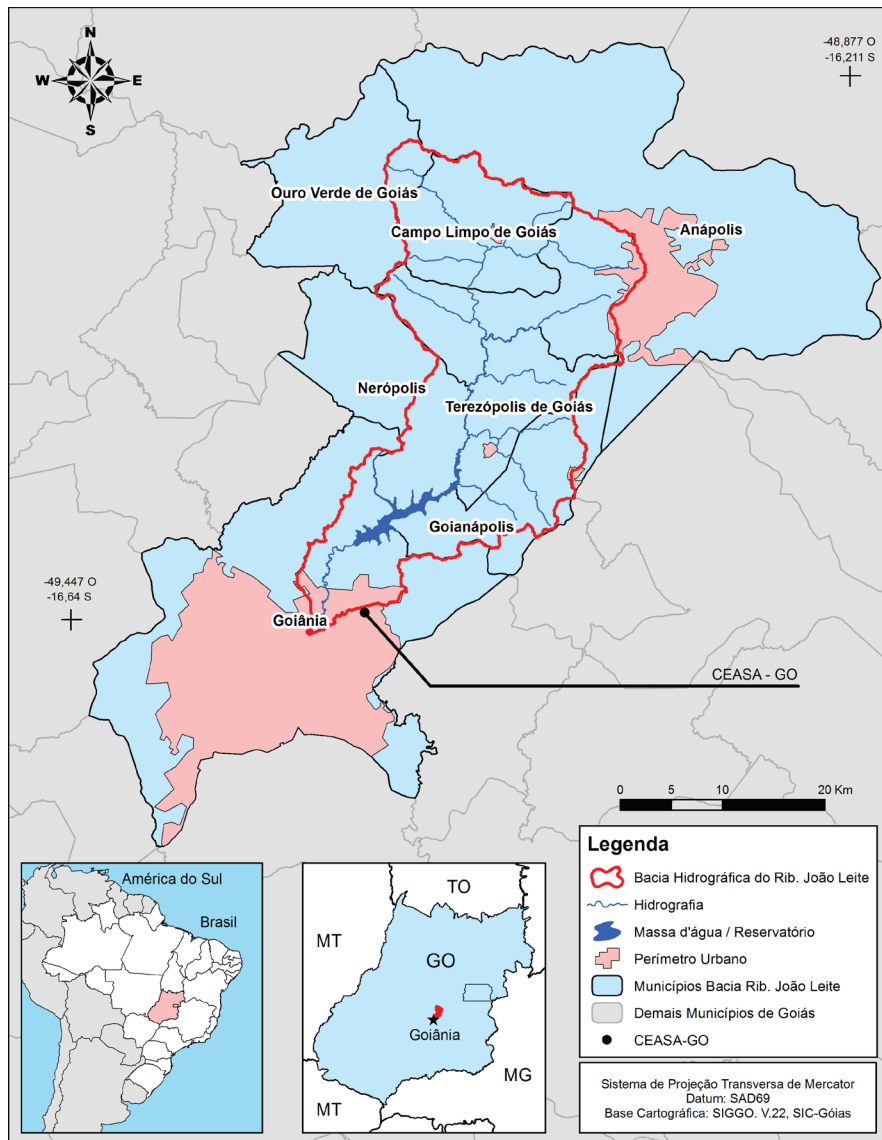 N
W E
S
-48,877 O
-16,211 S
Ouro Verde de Goiás
Campo Limpo de Goiás
Anápolis
Nerópolis
Terezópolis de Goiás
Goianápolis
-49,447 O
-16,64 S
Goiânia
CEASA - GO
0 5 10 20 Km
Legenda
Bacia Hidrográfica do Rib. João Leite
Hidrografia
Massa d'água / Reservatório
Perímetro Urbano
Municípios Bacia Rib. João Leite
Demais Municípios de Goiás
CEASA-GO
Sistema de Projeção Transversa de Mercator
Datum: SAD69
Base Cartográfica: SIGGO. V.22, SIC-Góias
América do Sul
Brasil
TO
MT
GO
Goiânia
MG
MT